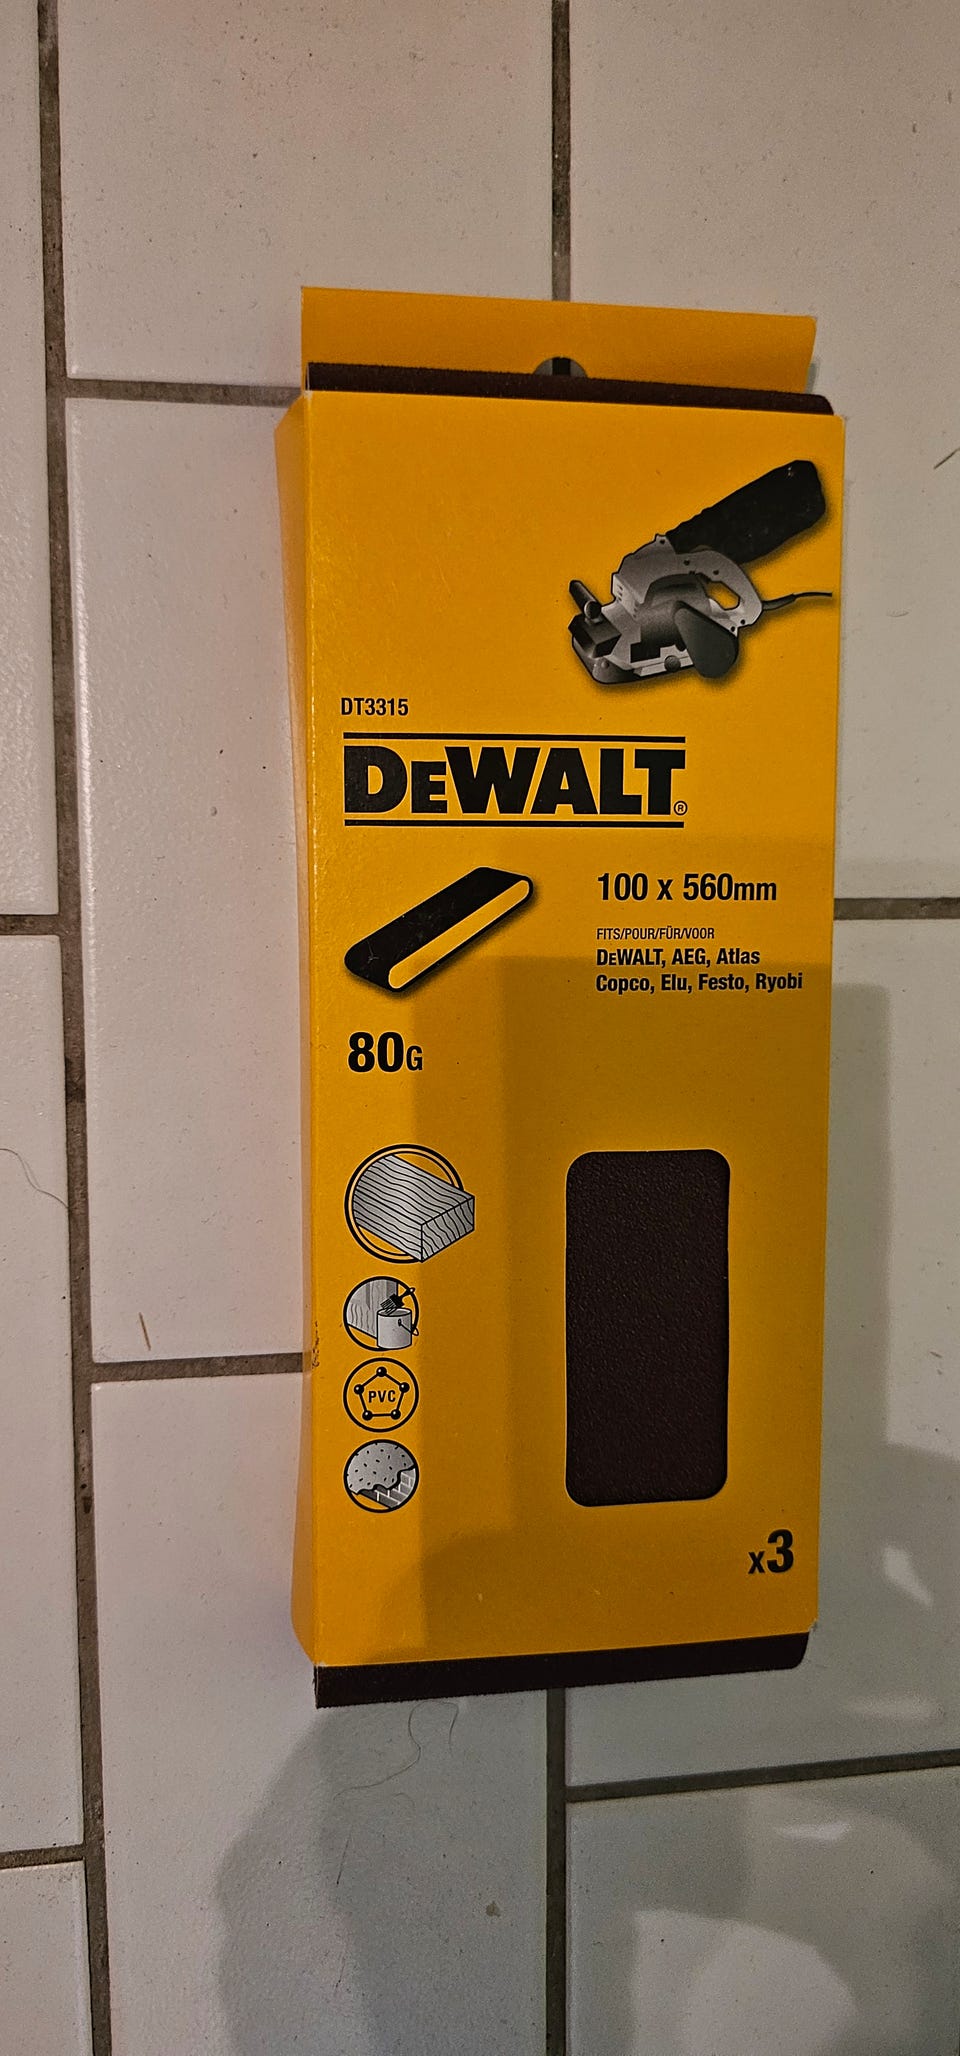 DT3315
DEWALT®
100 x 560mm
FITS/POUR/FÜR/VOOR
DEWALT, AEG, Atlas
Copco, Elu, Festo, Ryobi
80G
PVC
x3